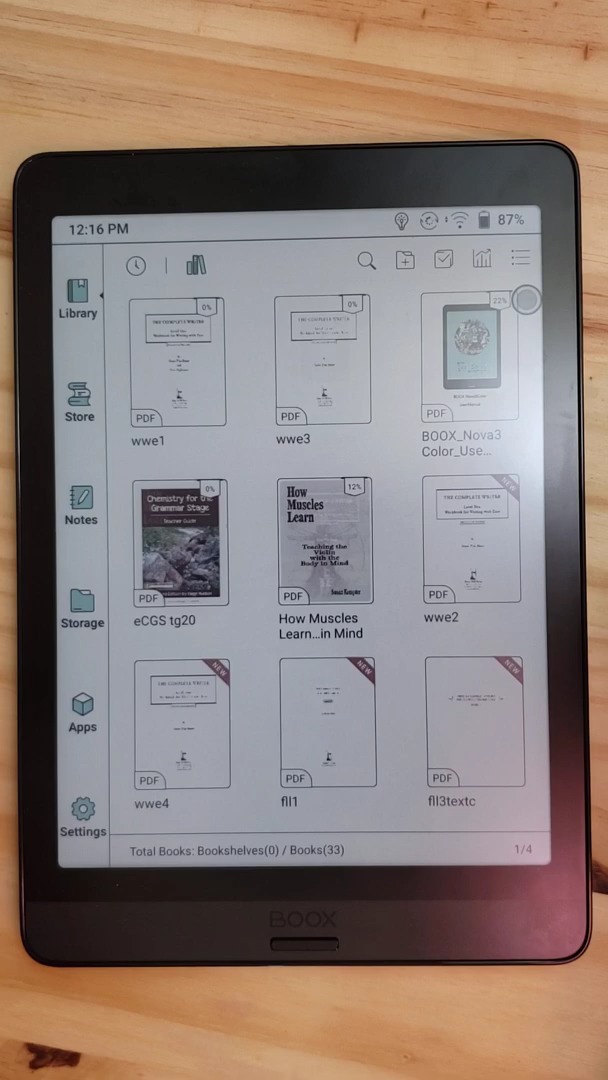 12:16 PM
87%
Library
Store
Notes
Storage
Apps
Settings
0%
THE COMPLETE WRITER
PDF
wwe1
0%
THE COMPLETE WRITER
PDF
wwe3
22%
PDF
BOOX_Nova3
Color_Use...
0%
Chemistry for the
Grammar Stage
Teacher Guide
PDF
eCGS tg20
12%
How
Muscles
Learn
Teaching the
Violin
with the
Body in Mind
Susan Kempter
PDF
How Muscles
Learn...in Mind
NEW
THE COMPLETE WRITER
PDF
wwe2
NEW
THE COMPLETE WRITER
PDF
wwe4
NEW
PDF
fll1
NEW
PDF
fll3textc
Total Books: Bookshelves(0) / Books(33)
1/4
BOOX